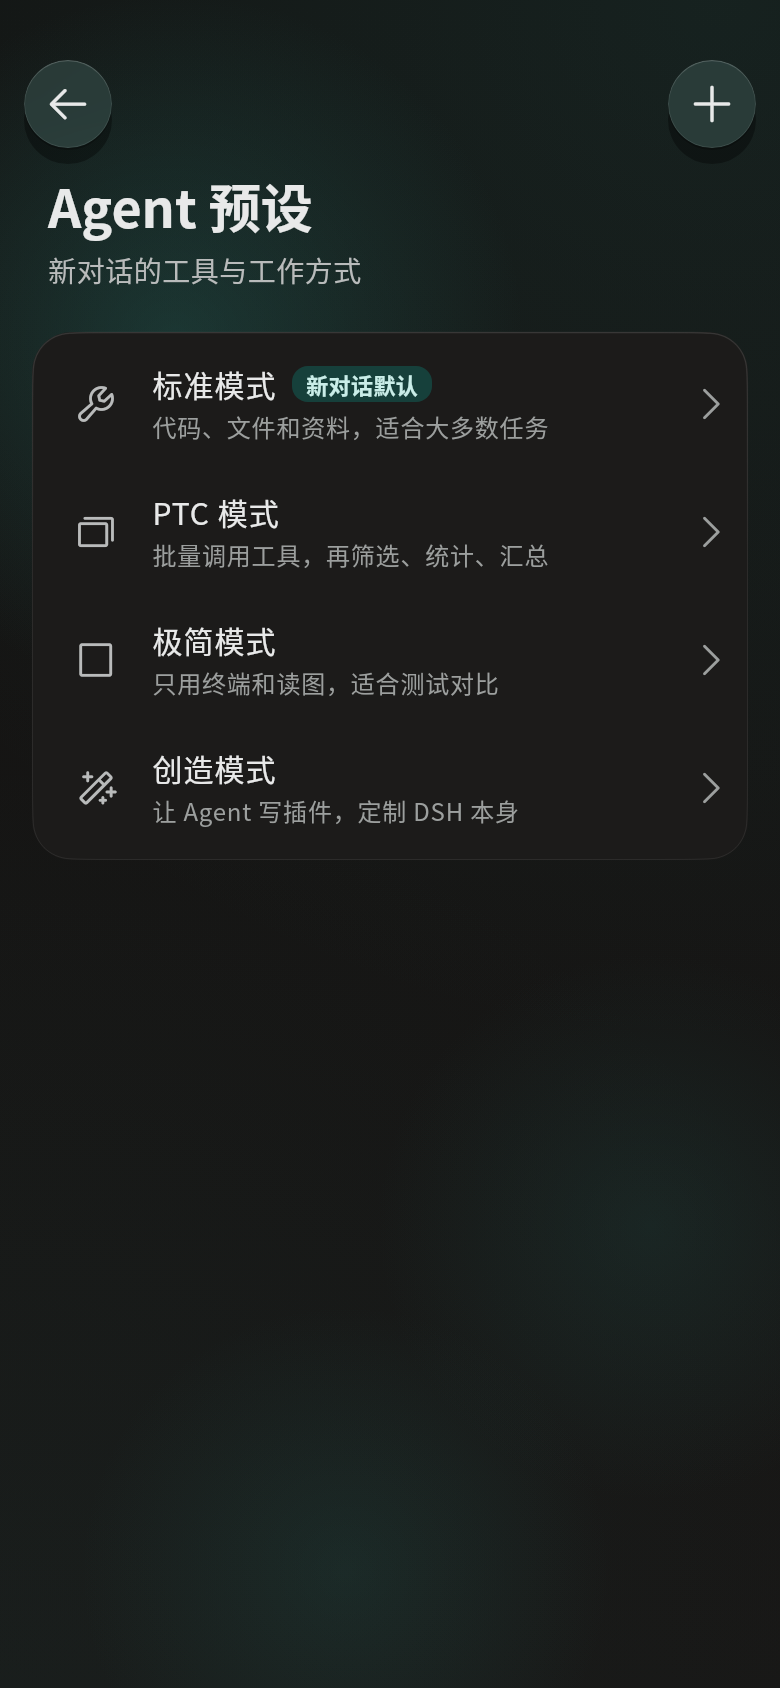 Agent 预设
新对话的工具与工作方式
标准模式 新对话默认
代码、文件和资料，适合大多数任务
PTC 模式
批量调用工具，再筛选、统计、汇总
极简模式
只用终端和读图，适合测试对比
创造模式
让 Agent 写插件，定制 DSH 本身